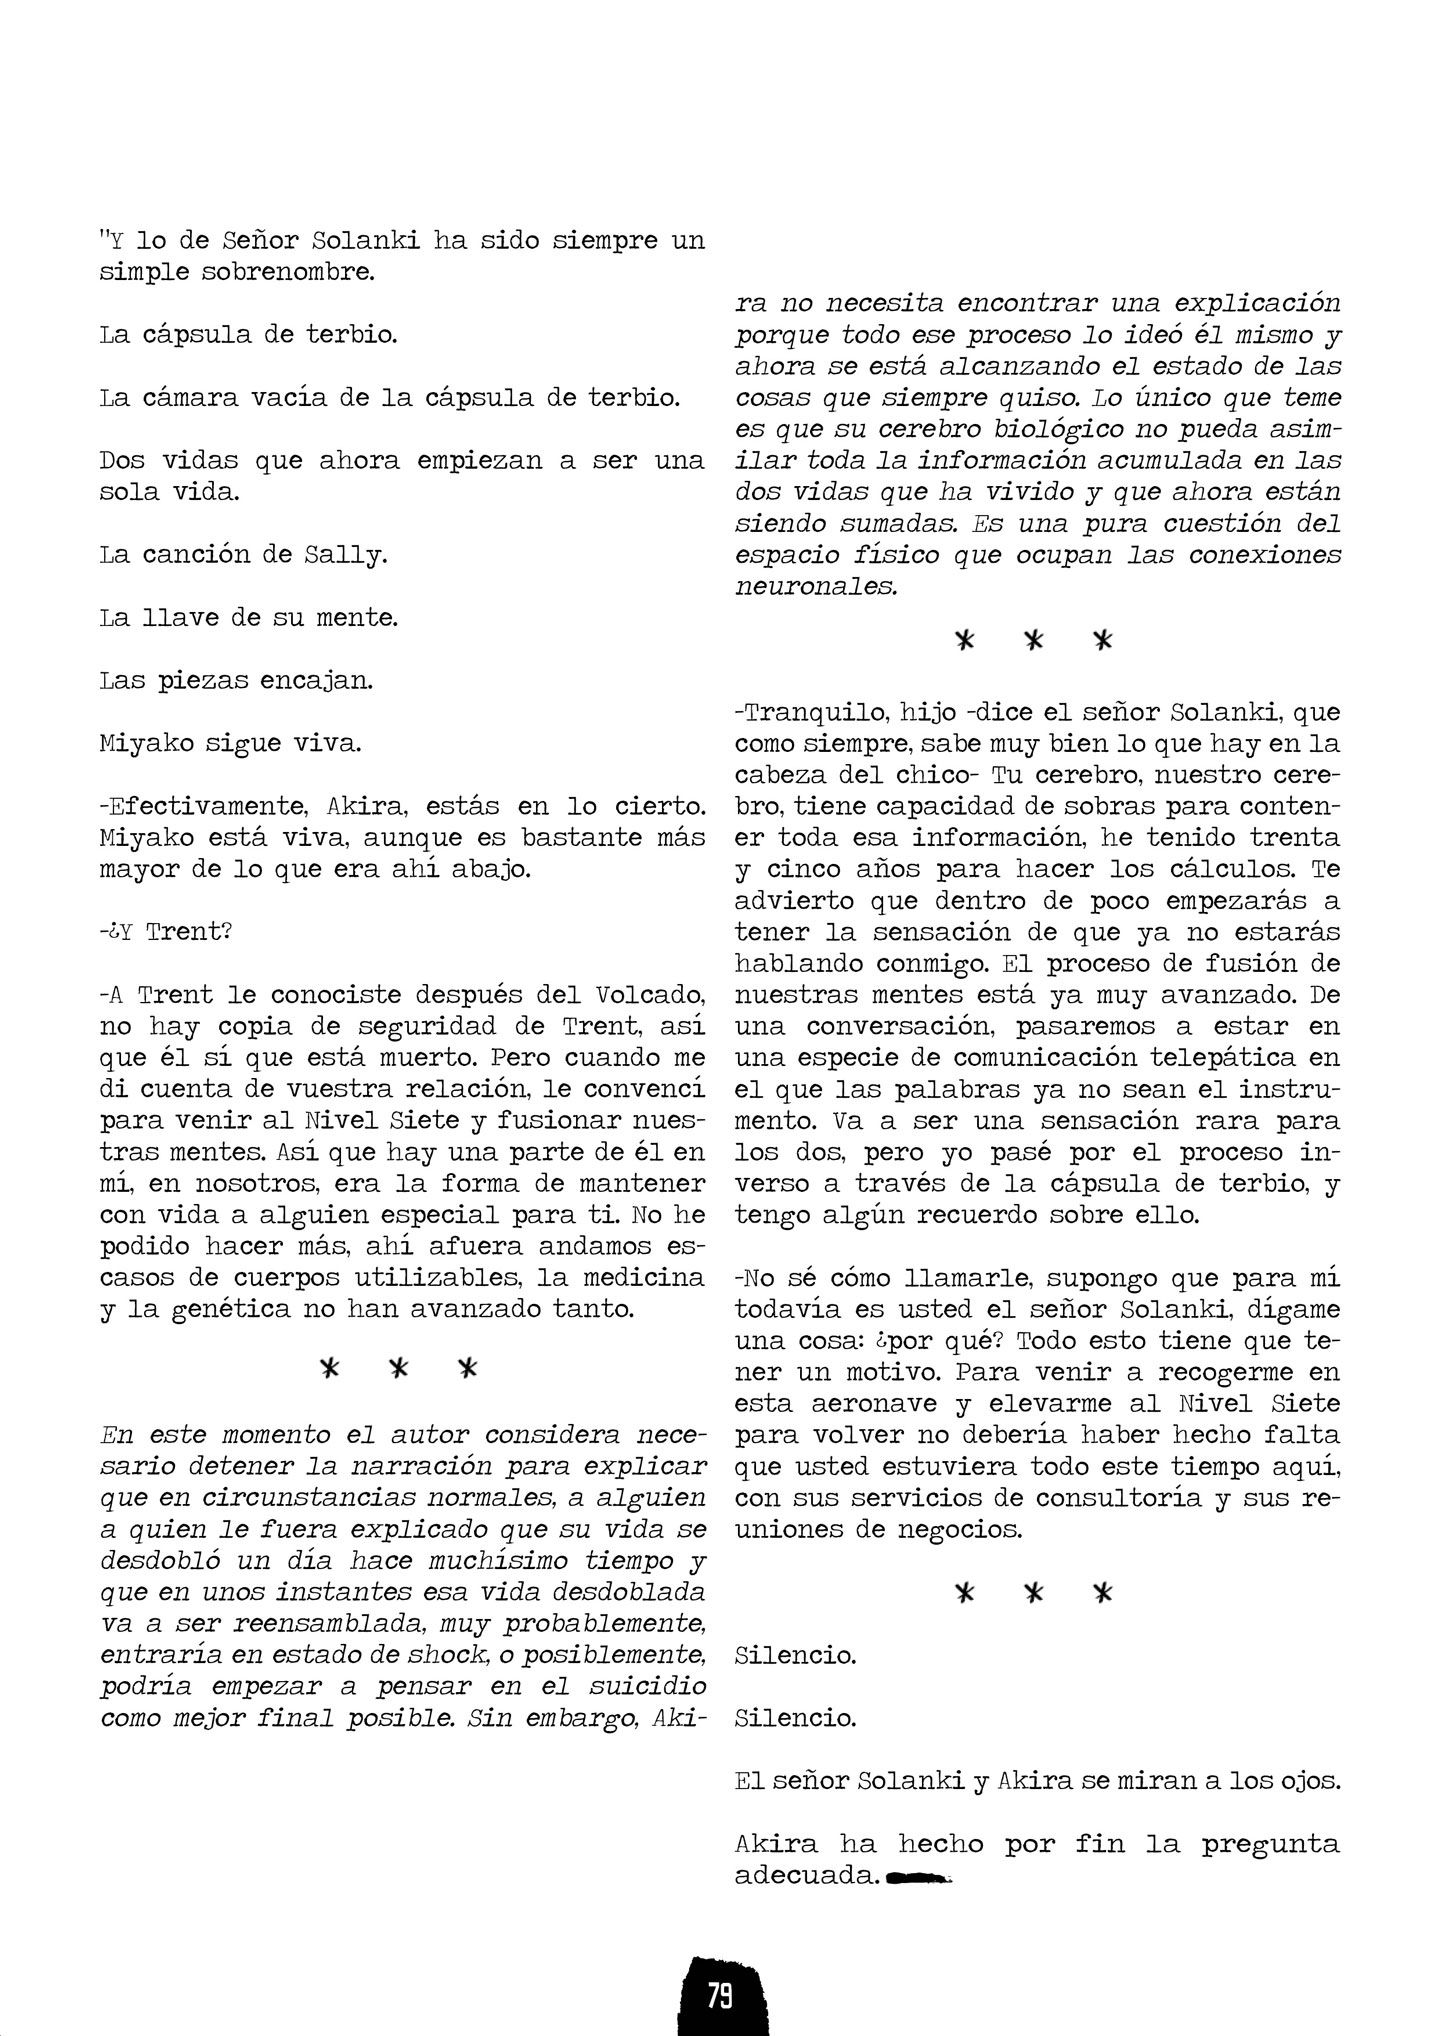 "Y lo de Señor Solanki ha sido siempre un
simple sobrenombre.
La cápsula de terbio.
La cámara vacía de la cápsula de terbio.
Dos vidas que ahora empiezan a ser una
sola vida.
La canción de Sally.
La llave de su mente.
Las piezas encajan.
Miyako sigue viva.
-Efectivamente, Akira, estás en lo cierto.
Miyako está viva, aunque es bastante más
mayor de lo que era ahí abajo.
-¿Y Trent?
-A Trent le conociste después del Volcado,
no hay copia de seguridad de Trent, así
que él sí que está muerto. Pero cuando me
di cuenta de vuestra relación, le convencí
para venir al Nivel Siete y fusionar nues-
tras mentes. Así que hay una parte de él en
mí, en nosotros, era la forma de mantener
con vida a alguien especial para ti. No he
podido hacer más, ahí afuera andamos es-
casos de cuerpos utilizables, la medicina
y la genética no han avanzado tanto.
* * *
En este momento el autor considera nece-
sario detener la narración para explicar
que en circunstancias normales, a alguien
a quien le fuera explicado que su vida se
desdobló un día hace muchísimo tiempo y
que en unos instantes esa vida desdoblada
va a ser reensamblada, muy probablemente,
entraría en estado de shock, o posiblemente,
podría empezar a pensar en el suicidio
como mejor final posible. Sin embargo, Aki-
ra no necesita encontrar una explicación
porque todo ese proceso lo ideó él mismo y
ahora se está alcanzando el estado de las
cosas que siempre quiso. Lo único que teme
es que su cerebro biológico no pueda asim-
ilar toda la información acumulada en las
dos vidas que ha vivido y que ahora están
siendo sumadas. Es una pura cuestión del
espacio físico que ocupan las conexiones
neuronales.
* * *
-Tranquilo, hijo -dice el señor Solanki, que
como siempre, sabe muy bien lo que hay en la
cabeza del chico- Tu cerebro, nuestro cere-
bro, tiene capacidad de sobras para conten-
er toda esa información, he tenido trenta
y cinco años para hacer los cálculos. Te
advierto que dentro de poco empezarás a
tener la sensación de que ya no estarás
hablando conmigo. El proceso de fusión de
nuestras mentes está ya muy avanzado. De
una conversación, pasaremos a estar en
una especie de comunicación telepática en
el que las palabras ya no sean el instru-
mento. Va a ser una sensación rara para
los dos, pero yo pasé por el proceso in-
verso a través de la cápsula de terbio, y
tengo algún recuerdo sobre ello.
-No sé cómo llamarle, supongo que para mí
todavía es usted el señor Solanki, dígame
una cosa: ¿por qué? Todo esto tiene que te-
ner un motivo. Para venir a recogerme en
esta aeronave y elevarme al Nivel Siete
para volver no debería haber hecho falta
que usted estuviera todo este tiempo aquí,
con sus servicios de consultoría y sus re-
uniones de negocios.
* * *
Silencio.
Silencio.
El señor Solanki y Akira se miran a los ojos.
Akira ha hecho por fin la pregunta
adecuada.
79